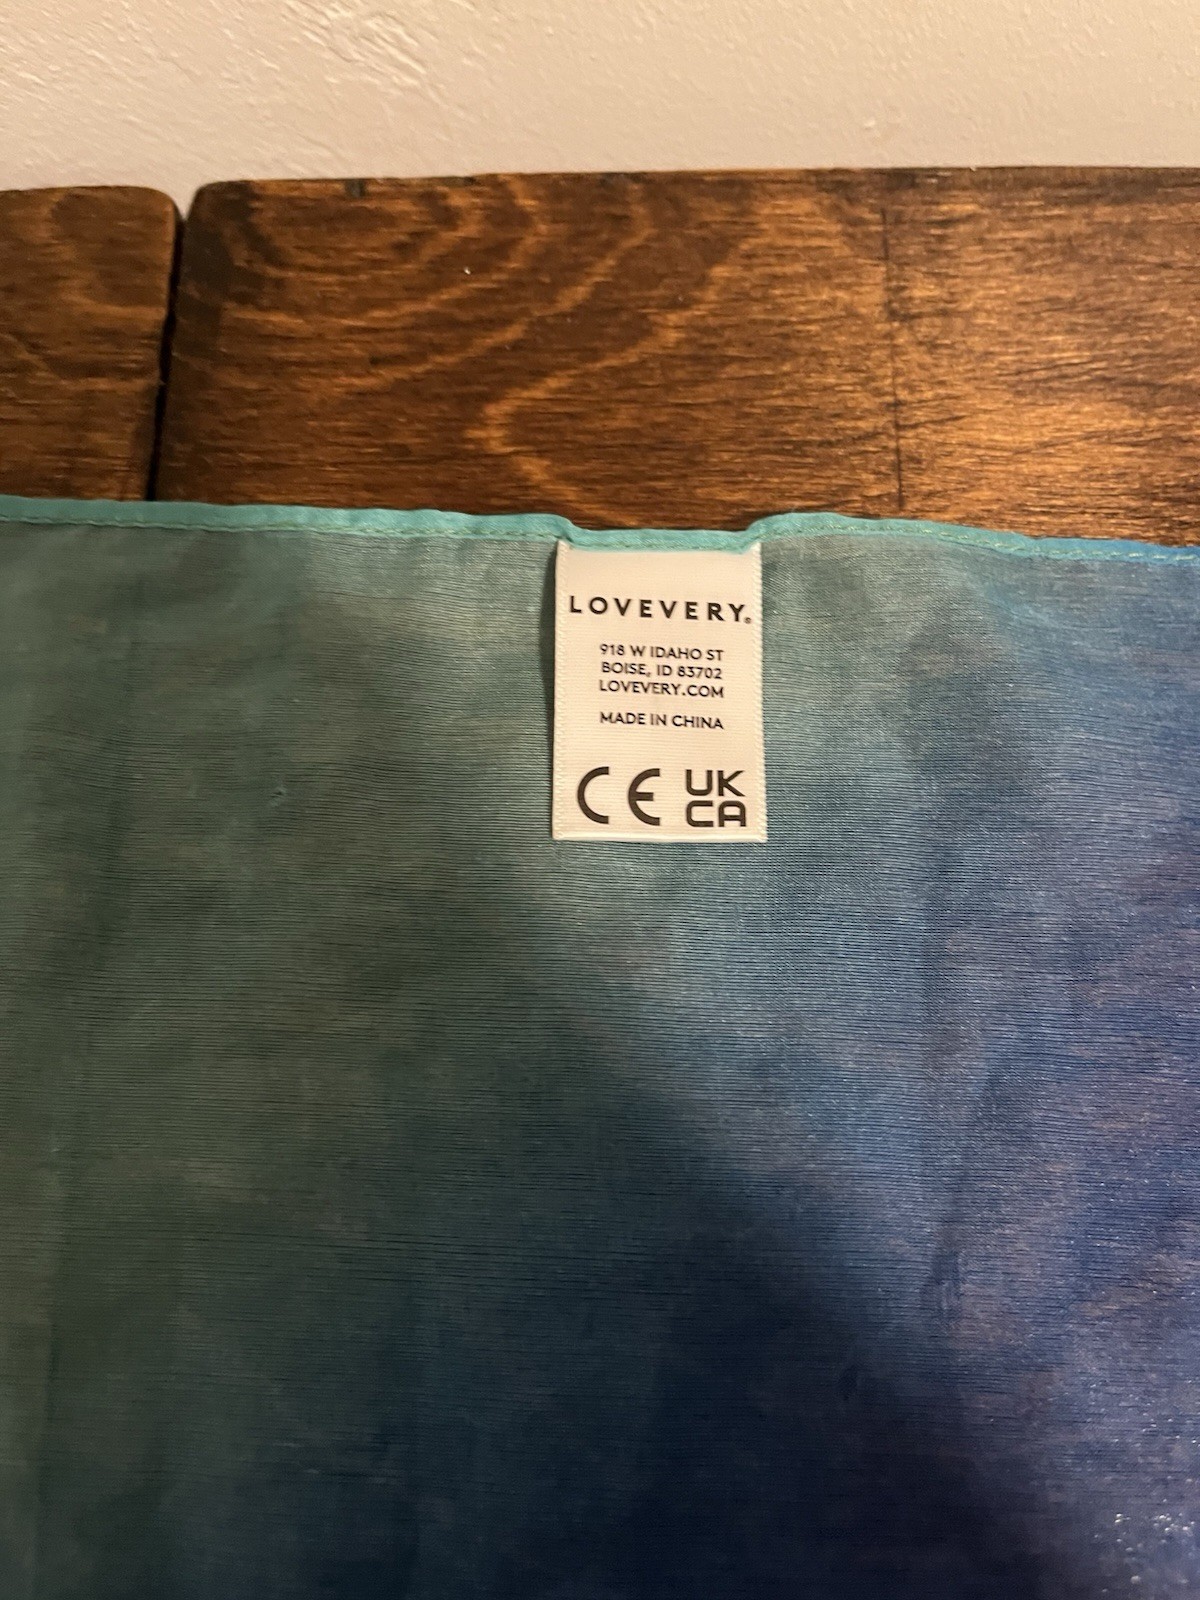 LOVEVERY®
918 W IDAHO ST
BOISE, ID 83702
LOVEVERY.COM
MADE IN CHINA
CE UK
CA